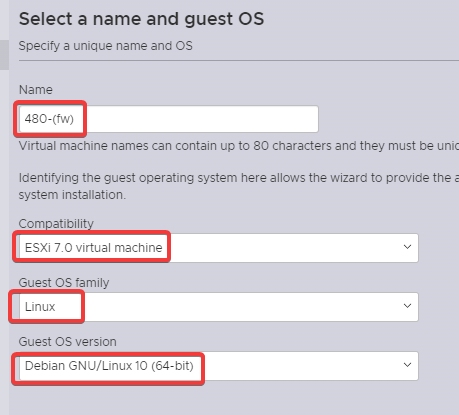 Select a name and guest OS
Specify a unique name and OS
Name
480-(fw)
Virtual machine names can contain up to 80 characters and they must be
Identifying the guest operating system here allows the wizard to provide the
system installation.
Compatibility
ESXi 7.0 virtual machine
Guest OS family
Linux
Guest OS version
Debian GNU/Linux 10 (64-bit)